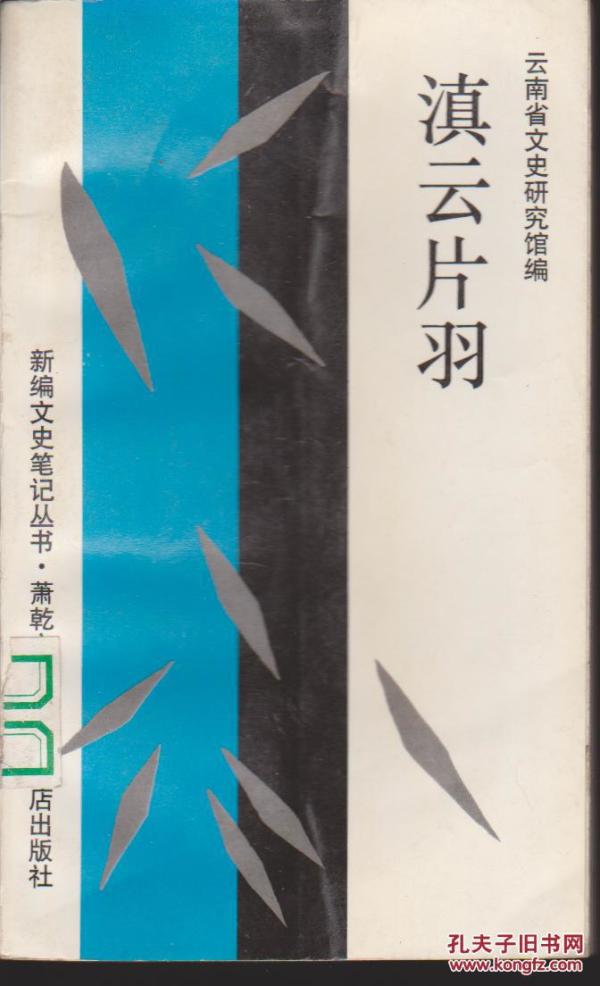 云南省文史研究馆编
滇云片羽
新编文史笔记丛书·萧乾
店出版社
孔夫子旧书网
www.kongfz.com